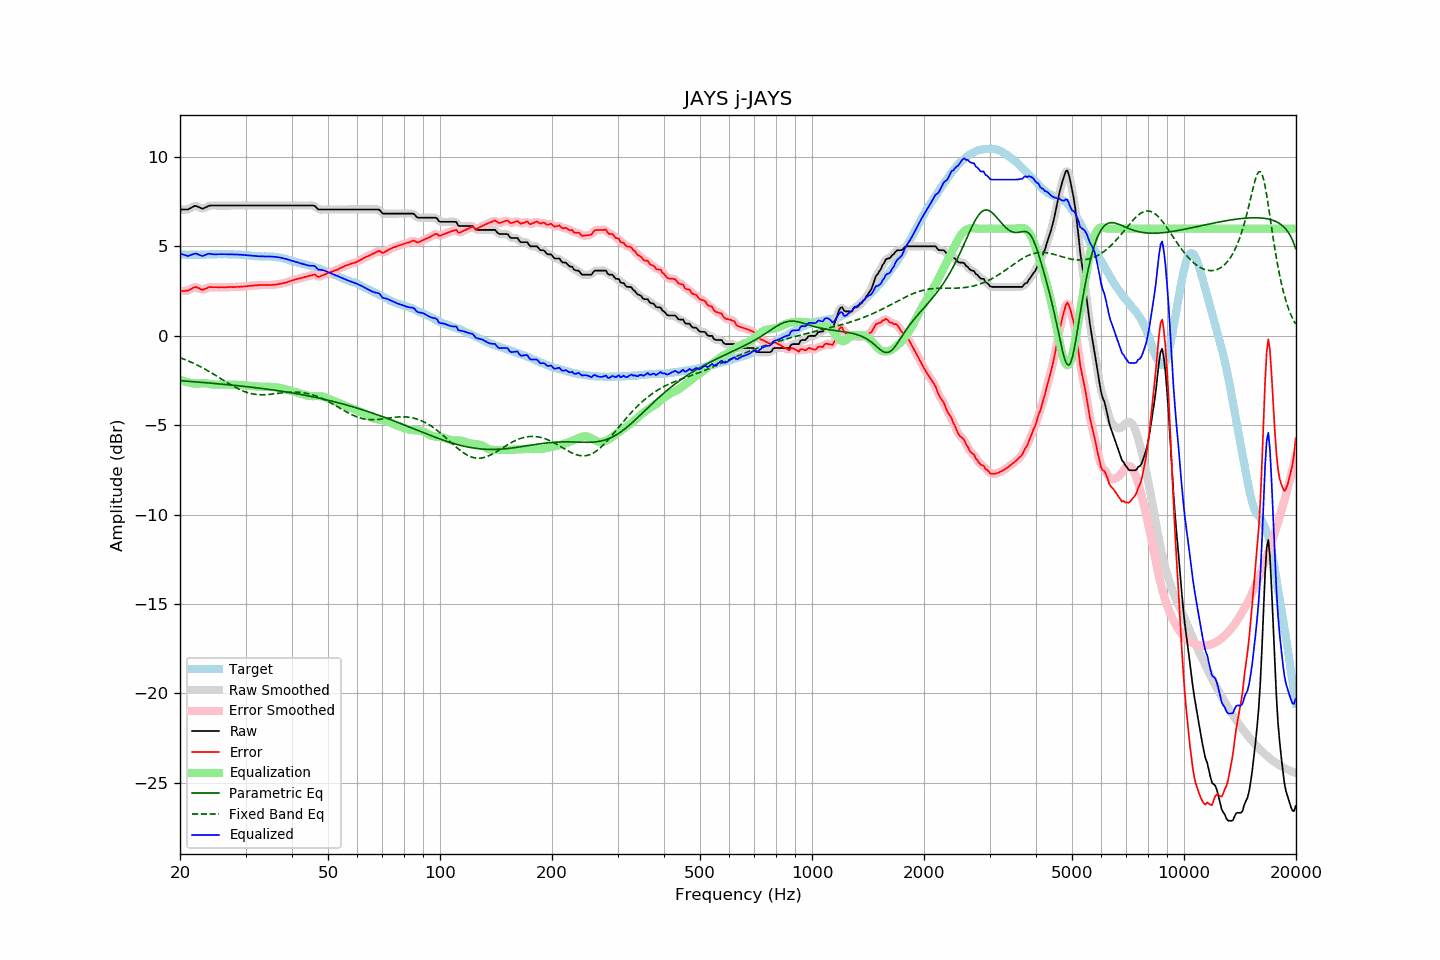 JAYS j-JAYS
10
5
0
−5
−10
−15
−20
−25
Amplitude (dBr)
Target
Raw Smoothed
Error Smoothed
Raw
Error
Equalization
Parametric Eq
Fixed Band Eq
Equalized
20 50 100 200 500 1000 2000 5000 10000 20000
Frequency (Hz)